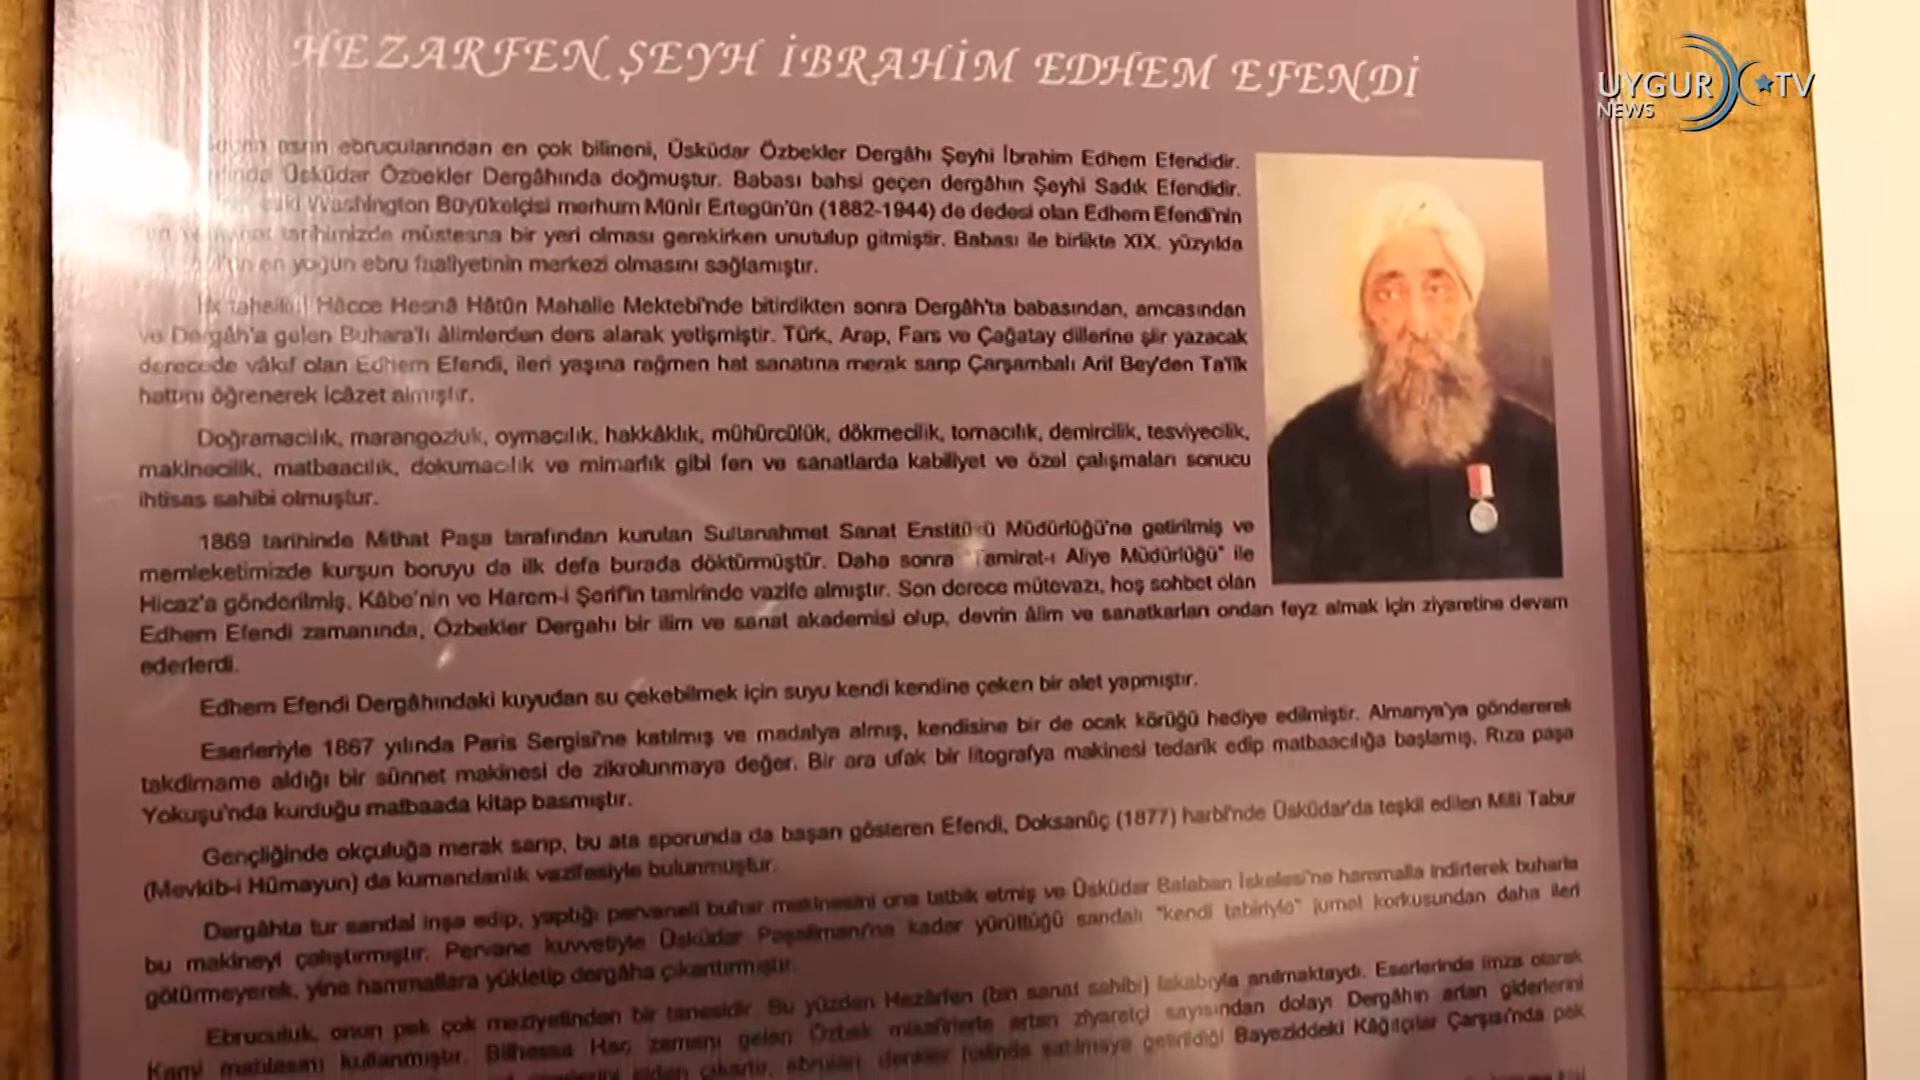 HEZARFEN ŞEYH İBRAHİM EDHEM EFENDİ
UYGUR TV
NEWS
asrın ebrucularından en çok bilineni, Üsküdar Özbekler Dergâhı Şeyhi İbrahim Edhem Efendidir.
Üsküdar Özbekler Dergâhında doğmuştur. Babası bahsi geçen dergâhın Şeyhi Sadık Efendidir.
eski Washington Büyükelçisi merhum Münir Ertegün'ün (1882-1944) de dedesi olan Edhem Efendi'nin
tarihimizde müstesna bir yeri olması gerekirken unutulup gitmiştir. Babası ile birlikte XIX. yüzyılda
en yoğun ebru faaliyetinin merkezi olmasını sağlamıştır.
İlk tahsilini Hâcce Hesnâ Hâtûn Mahalle Mektebi'nde bitirdikten sonra Dergâh'ta babasından, amcasından
ve Dergâh'a gelen Buhara'lı âlimlerden ders alarak yetişmiştir. Türk, Arap, Fars ve Çağatay dillerine şiir yazacak
derecede vâkıf olan Edhem Efendi, ileri yaşına rağmen hat sanatına merak sarıp Çarşambalı Arif Bey'den Ta'lîk
hattını öğrenerek icâzet almıştır.
Doğramacılık, marangozluk, oymacılık, hakkâklık, mühürcülük, dökmecilik, tornacılık, demircilik, tesviyecilik,
makinecilik, matbaacılık, dokumacılık ve mimarlık gibi fen ve sanatlarda kabiliyet ve özel çalışmaları sonucu
ihtisas sahibi olmuştur.
1869 tarihinde Mithat Paşa tarafından kurulan Sultanahmet Sanat Enstitüsü Müdürlüğü'ne getirilmiş ve
memleketimizde kurşun boruyu da ilk defa burada döktürmüştür. Daha sonra "Tamirat-ı Aliye Müdürlüğü" ile
Hicaz'a gönderilmiş, Kâbe'nin ve Harem-i Şerif'in tamirinde vazife almıştır. Son derece mütevazı, hoş sohbet olan
Edhem Efendi zamanında, Özbekler Dergahı bir ilim ve sanat akademisi olup, devrin âlim ve sanatkarları ondan feyz almak için ziyaretine devam
ederlerdi.
Edhem Efendi Dergâhındaki kuyudan su çekebilmek için suyu kendi kendine çeken bir alet yapmıştır.
Eserleriyle 1867 yılında Paris Sergisi'ne katılmış ve madalya almış, kendisine bir de ocak körüğü hediye edilmiştir. Almanya'ya göndererek
takdirname aldığı bir sünnet makinesi de zikrolunmaya değer. Bir ara ufak bir litografya makinesi tedarik edip matbaacılığa başlamış, Rıza paşa
Yokuşu'nda kurduğu matbaada kitap basmıştır.
Gençliğinde okçuluğa merak sarıp, bu ata sporunda da başarı gösteren Efendi, Doksanüç (1877) harbi'nde Üsküdar'da teşkil edilen Milli Tabur
(Mevkib-i Hümayun) da kumandanlık vazifesiyle bulunmuştur.
Dergâhta tur sandal inşa edip, yaptığı pervaneli buhar makinesini ona tatbik etmiş ve Üsküdar Balaban İskelesi'ne hammalla indirterek buharla
bu makineyi çalıştırmıştır. Pervane kuvvetiyle Üsküdar Paşalimanı'na kadar yürüttüğü sandalı "kendi tabiriyle" jurnal korkusundan daha ileri
götürmeyerek, yine hammallara yükletip dergâha çıkarttırmıştır.
Ebruculuk, onun pek çok meziyetinden bir tanesidir. Bu yüzden Hezârfen (bin sanat sahibi) lakabıyla anılmaktaydı. Eserlerinde imza olarak
mahlasını kullanmıştır. Bilhassa Hac zamanı gelen Özbek misafirlerle artan ziyaretçi sayısından dolayı Dergâhın artan giderlerini
elden çıkartır, ebruları denkler halinde satılmaya getirildiği Bayeziddeki Kâğıtçılar Çarşısı'nda pek